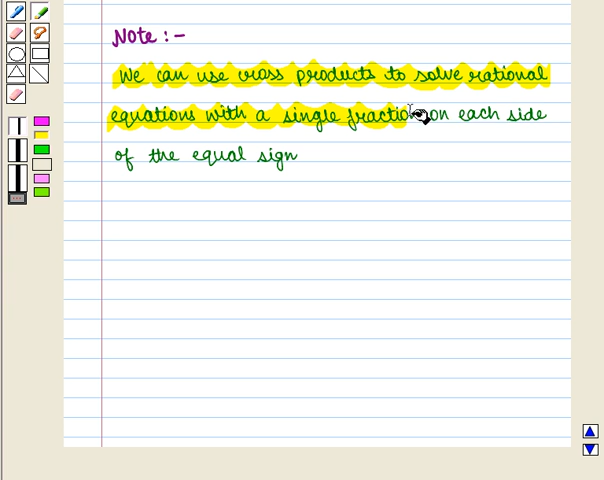 Note :-
We can use cross products to solve rational
equations with a single fraction on each side
of the equal sign